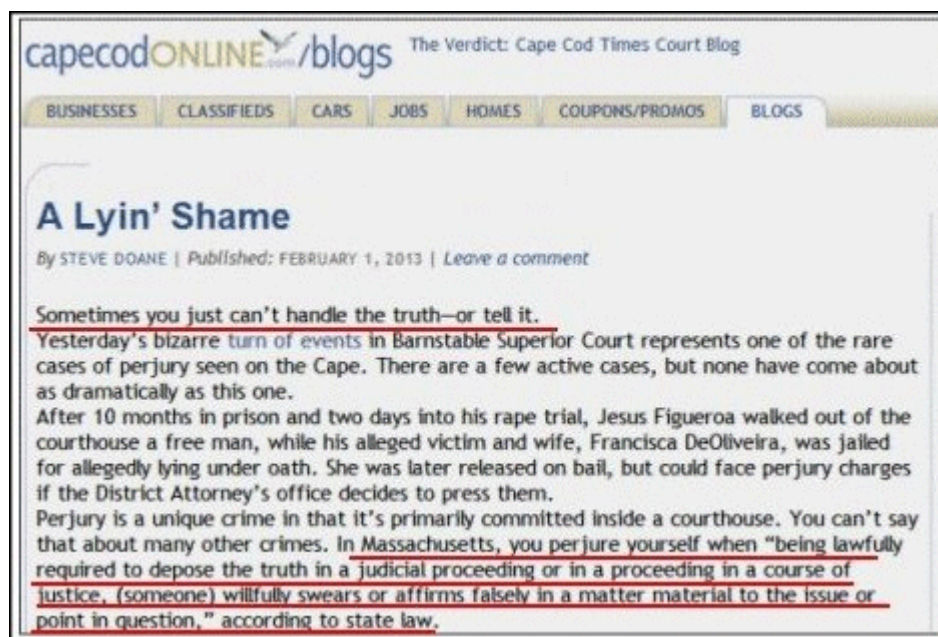 capecodONLINE.com/blogs The Verdict: Cape Cod Times Court Blog
BUSINESSES CLASSIFIEDS CARS JOBS HOMES COUPONS/PROMOS BLOGS
A Lyin' Shame
By STEVE DOANE | Published: FEBRUARY 1, 2013 | Leave a comment
Sometimes you just can't handle the truth—or tell it.
Yesterday's bizarre turn of events in Barnstable Superior Court represents one of the rare
cases of perjury seen on the Cape. There are a few active cases, but none have come about
as dramatically as this one.
After 10 months in prison and two days into his rape trial, Jesus Figueroa walked out of the
courthouse a free man, while his alleged victim and wife, Francisca DeOliveira, was jailed
for allegedly lying under oath. She was later released on bail, but could face perjury charges
if the District Attorney's office decides to press them.
Perjury is a unique crime in that it's primarily committed inside a courthouse. You can't say
that about many other crimes. In Massachusetts, you perjure yourself when "being lawfully
required to depose the truth in a judicial proceeding or in a proceeding in a course of
justice, (someone) willfully swears or affirms falsely in a matter material to the issue or
point in question," according to state law.